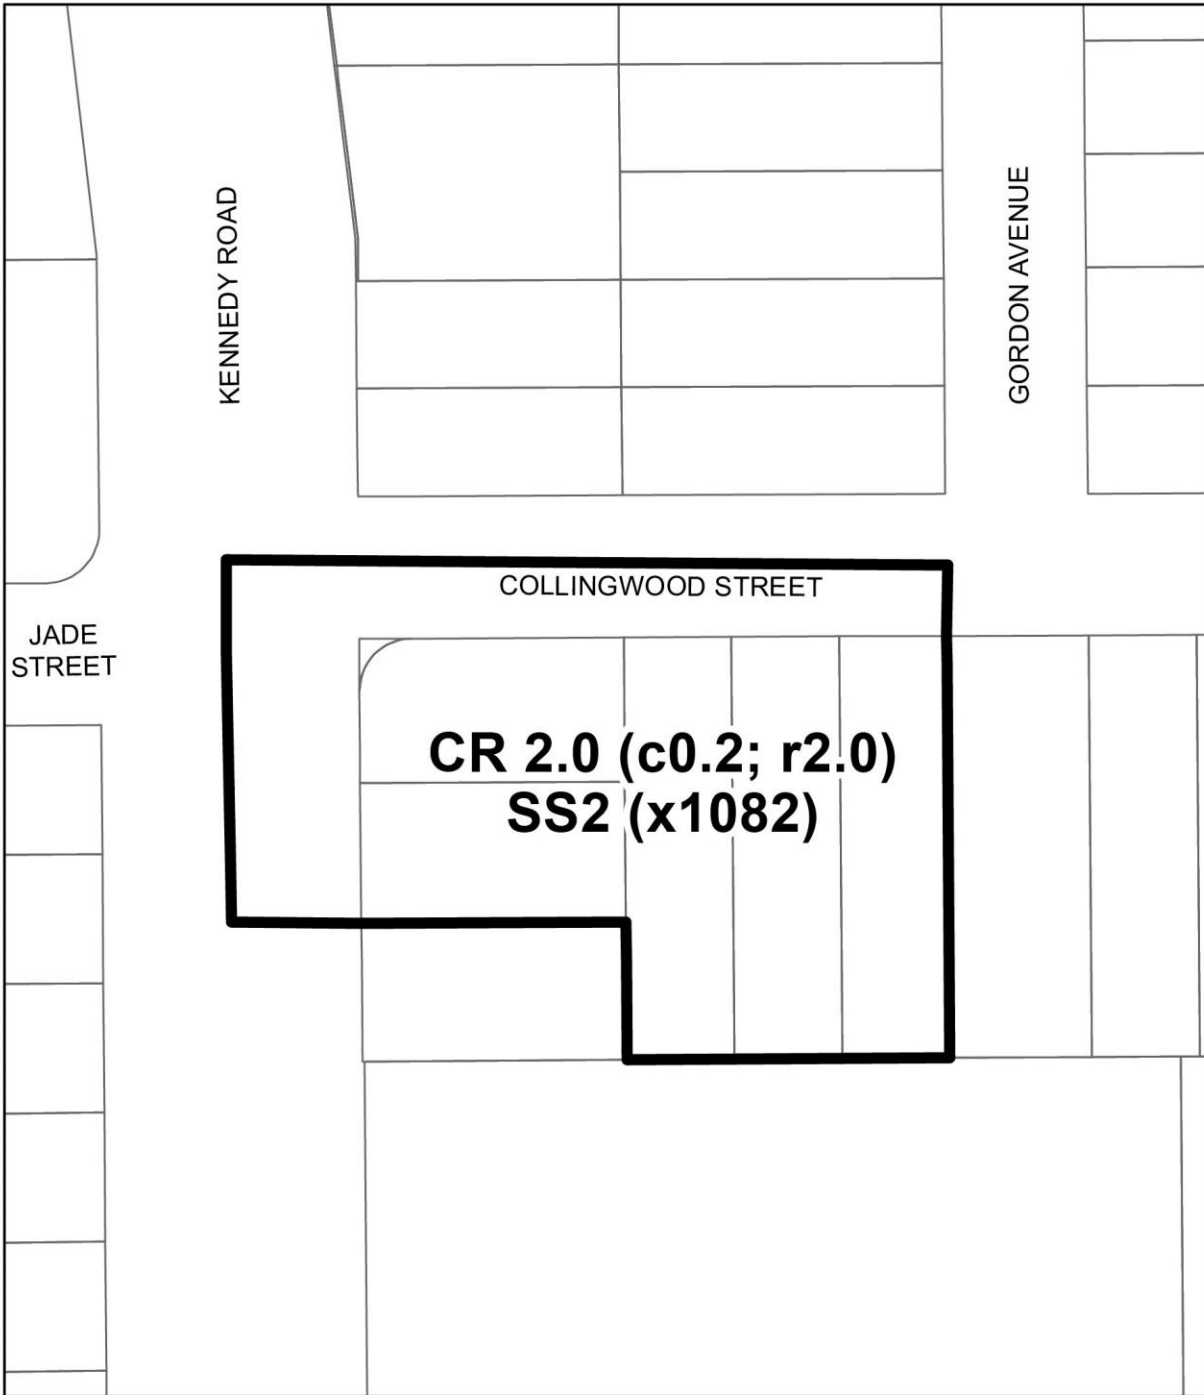 KENNEDY ROAD
GORDON AVENUE
COLLINGWOOD STREET
JADE
STREET
CR 2.0 (c0.2; r2.0)
SS2 (x1082)